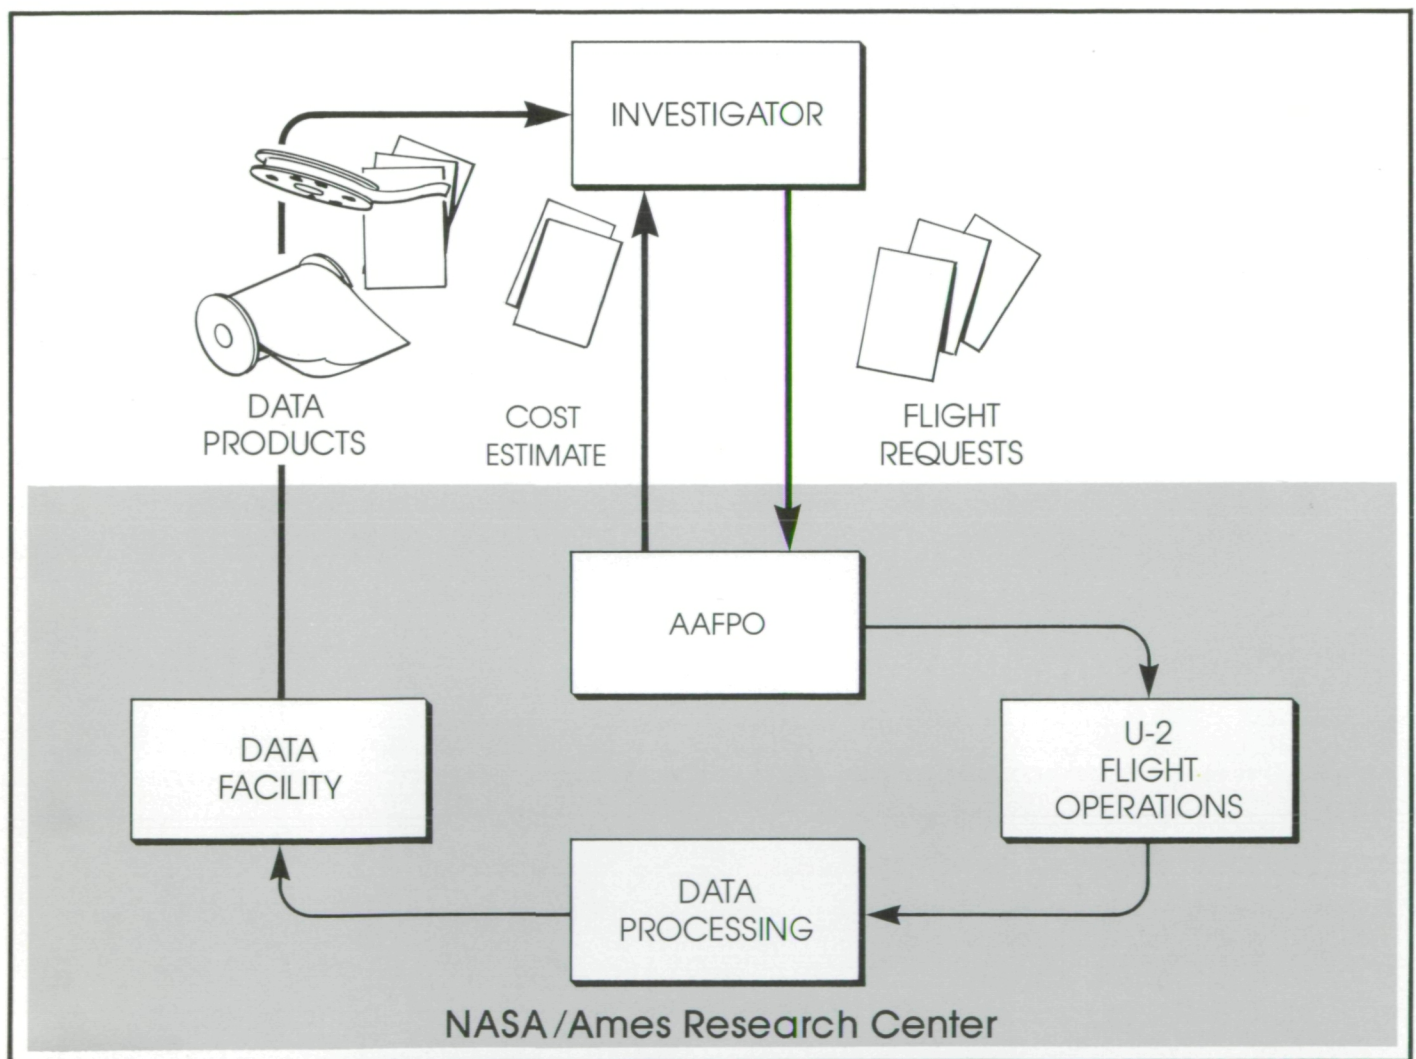 INVESTIGATOR
DATA
PRODUCTS
COST
ESTIMATE
FLIGHT
REQUESTS
AAFPO
DATA
FACILITY
U-2
FLIGHT
OPERATIONS
DATA
PROCESSING
NASA/Ames Research Center